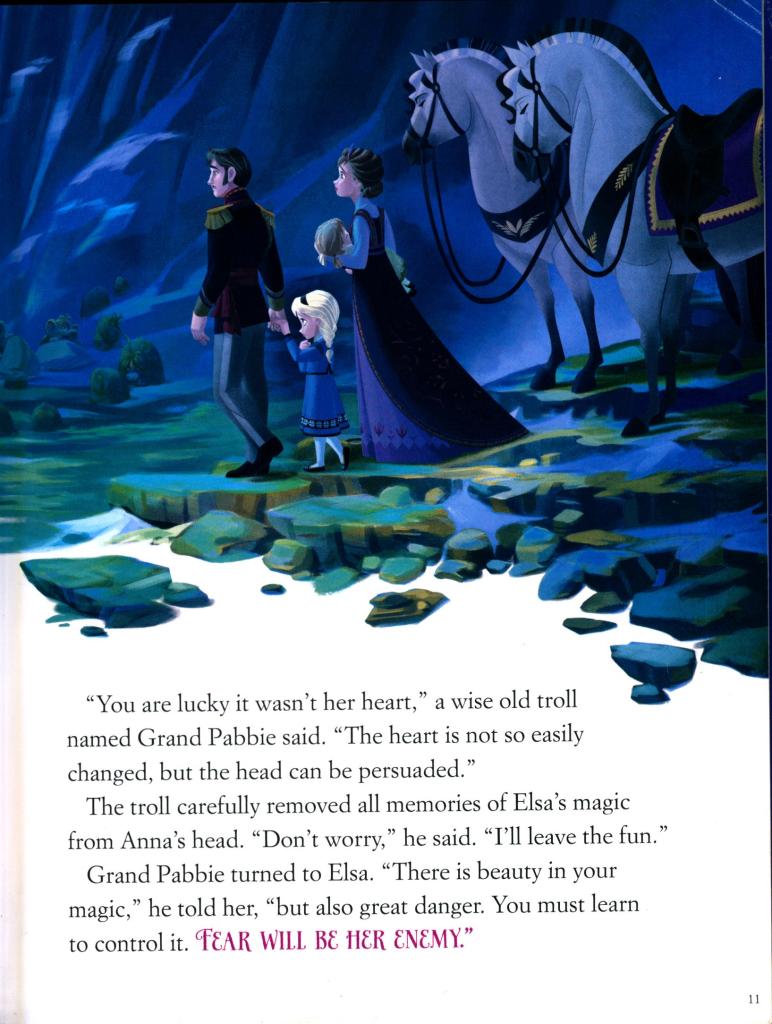 “You are lucky it wasn’t her heart,” a wise old troll
named Grand Pabbie said. “The heart is not so easily
changed, but the head can be persuaded.”
The troll carefully removed all memories of Elsa’s magic
from Anna’s head. “Don’t worry,” he said. “I’ll leave the fun.”
Grand Pabbie turned to Elsa. “There is beauty in your
magic,” he told her, “but also great danger. You must learn
to control it. FEAR WILL BE HER ENEMY.”
11